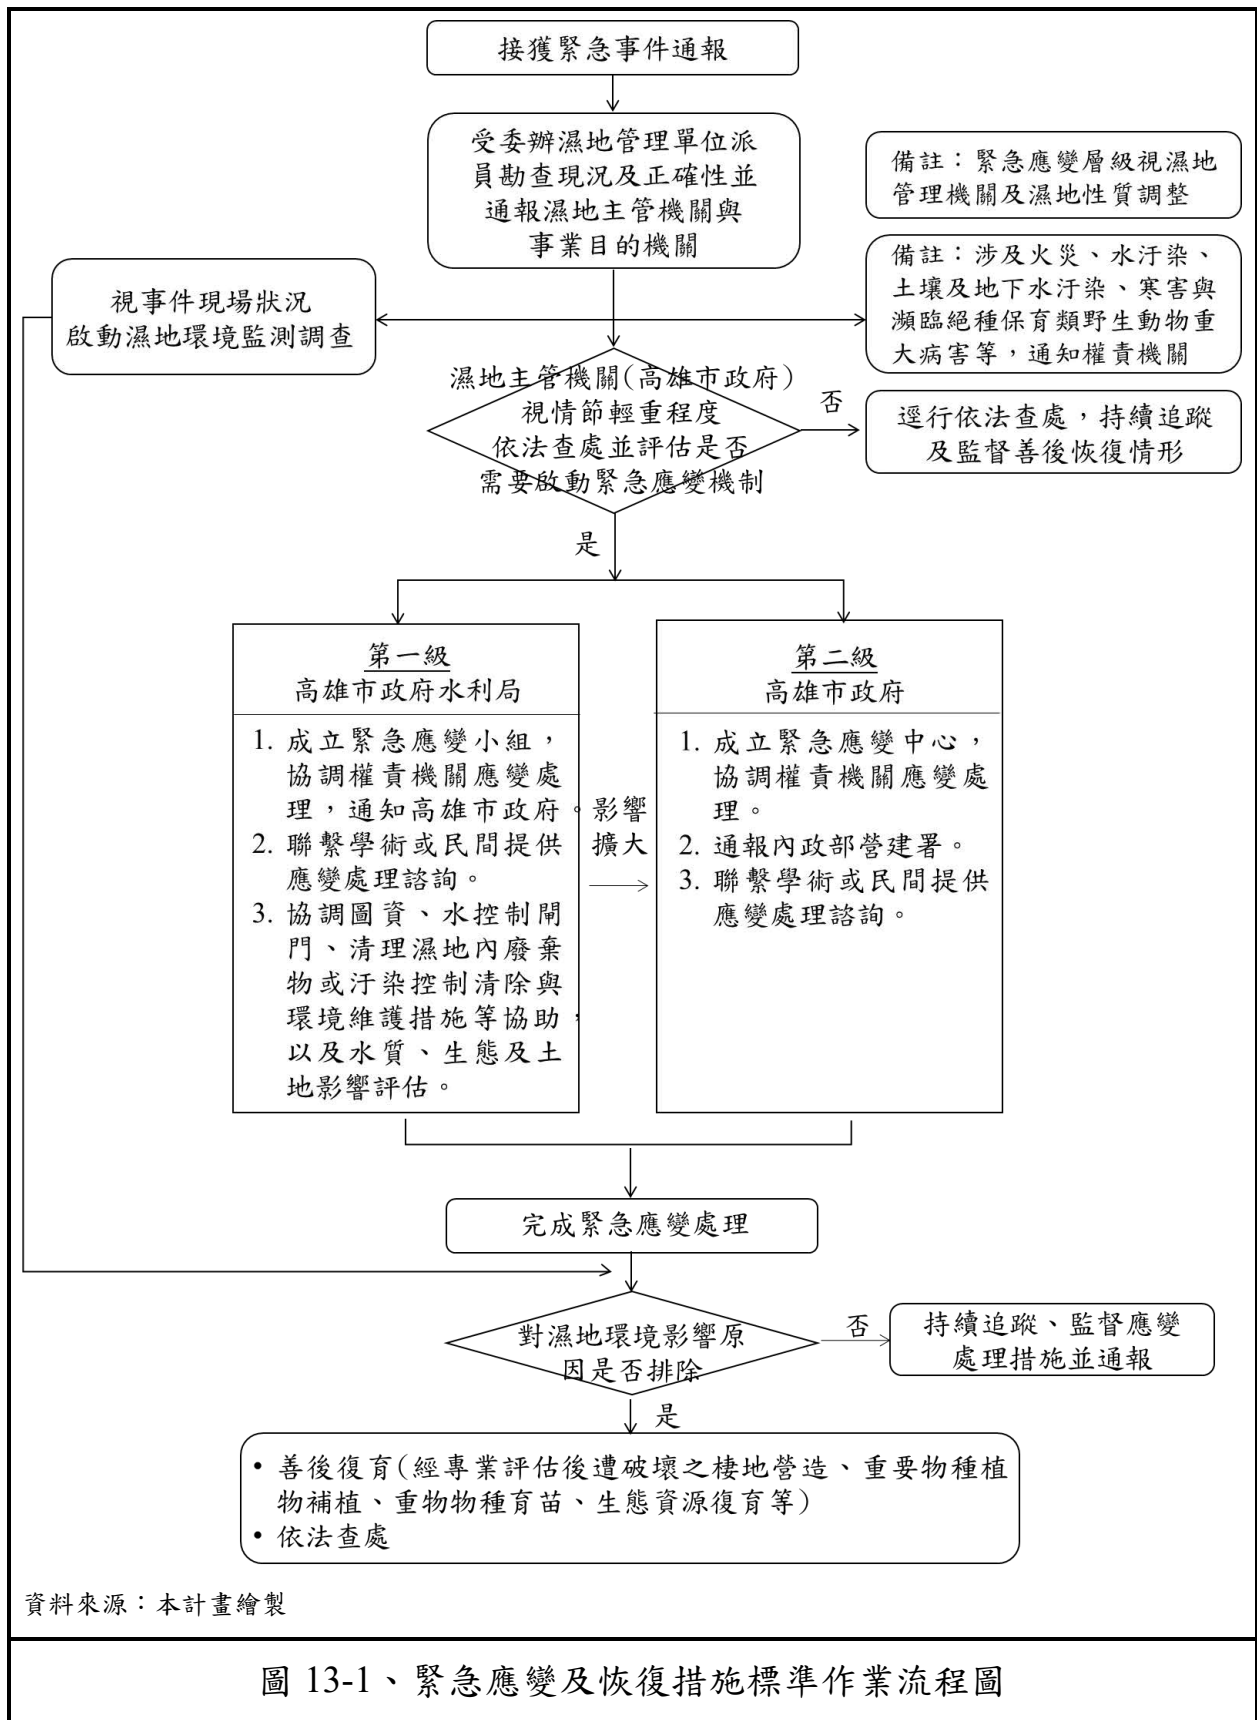 接獲緊急事件通報
受委辦濕地管理單位派
員勘查現況及正確性並
通報濕地主管機關與
事業目的機關
備註：緊急應變層級視濕地
管理機關及濕地性質調整
備註：涉及火災、水汙染、
土壤及地下水汙染、寒害與
瀕臨絕種保育類野生動物重
大病害等，通知權責機關
視事件現場狀況
啟動濕地環境監測調查
濕地主管機關(高雄市政府)
視情節輕重程度
依法查處並評估是否
需要啟動緊急應變機制
否
逕行依法查處，持續追蹤
及監督善後恢復情形
是
第一級
高雄市政府水利局
1. 成立緊急應變小組，
協調權責機關應變處
理，通知高雄市政府。
2. 聯繫學術或民間提供
應變處理諮詢。
3. 協調圖資、水控制閘
門、清理濕地內廢棄
物或汙染控制清除與
環境維護措施等協助，
以及水質、生態及土
地影響評估。
影響
擴大
第二級
高雄市政府
1. 成立緊急應變中心，
協調權責機關應變處
理。
2. 通報內政部營建署。
3. 聯繫學術或民間提供
應變處理諮詢。
完成緊急應變處理
對濕地環境影響原
因是否排除
否
持續追蹤、監督應變
處理措施並通報
是
• 善後復育(經專業評估後遭破壞之棲地營造、重要物種植
物補植、重物物種育苗、生態資源復育等)
• 依法查處
資料來源：本計畫繪製
圖 13-1、緊急應變及恢復措施標準作業流程圖